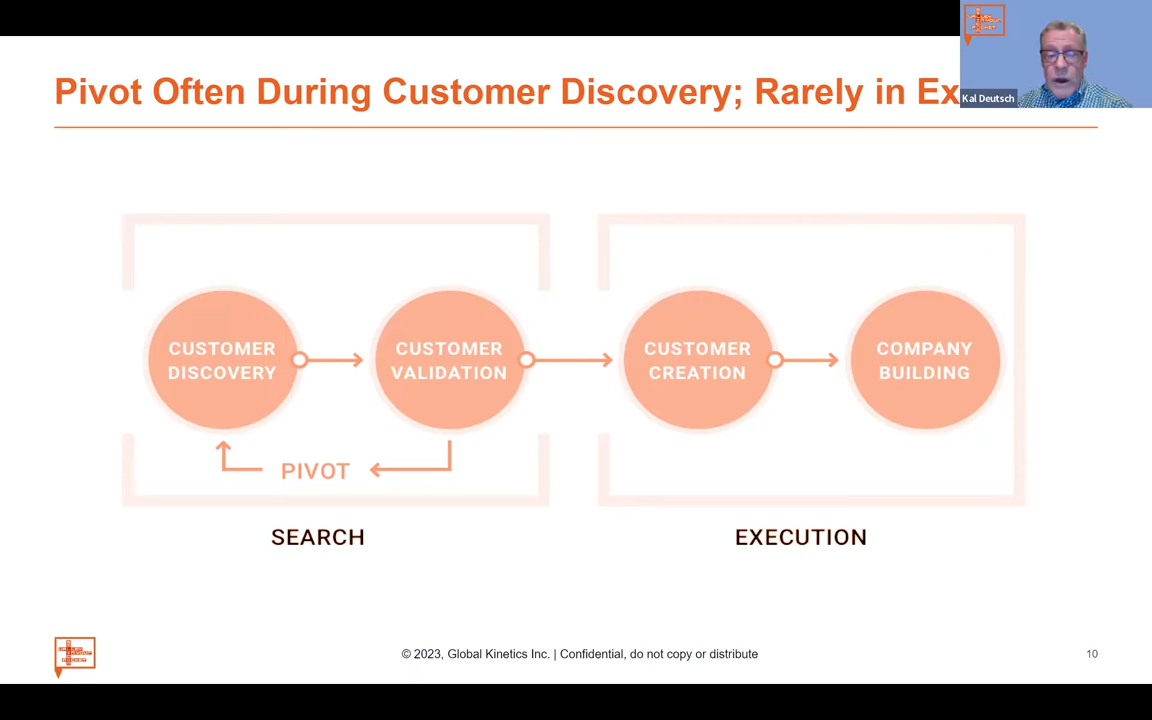 Pivot Often During Customer Discovery; Rarely in Ex
Kal Deutsch
CUSTOMER
DISCOVERY
CUSTOMER
VALIDATION
CUSTOMER
CREATION
COMPANY
BUILDING
PIVOT
SEARCH
EXECUTION
© 2023, Global Kinetics Inc. | Confidential, do not copy or distribute
10